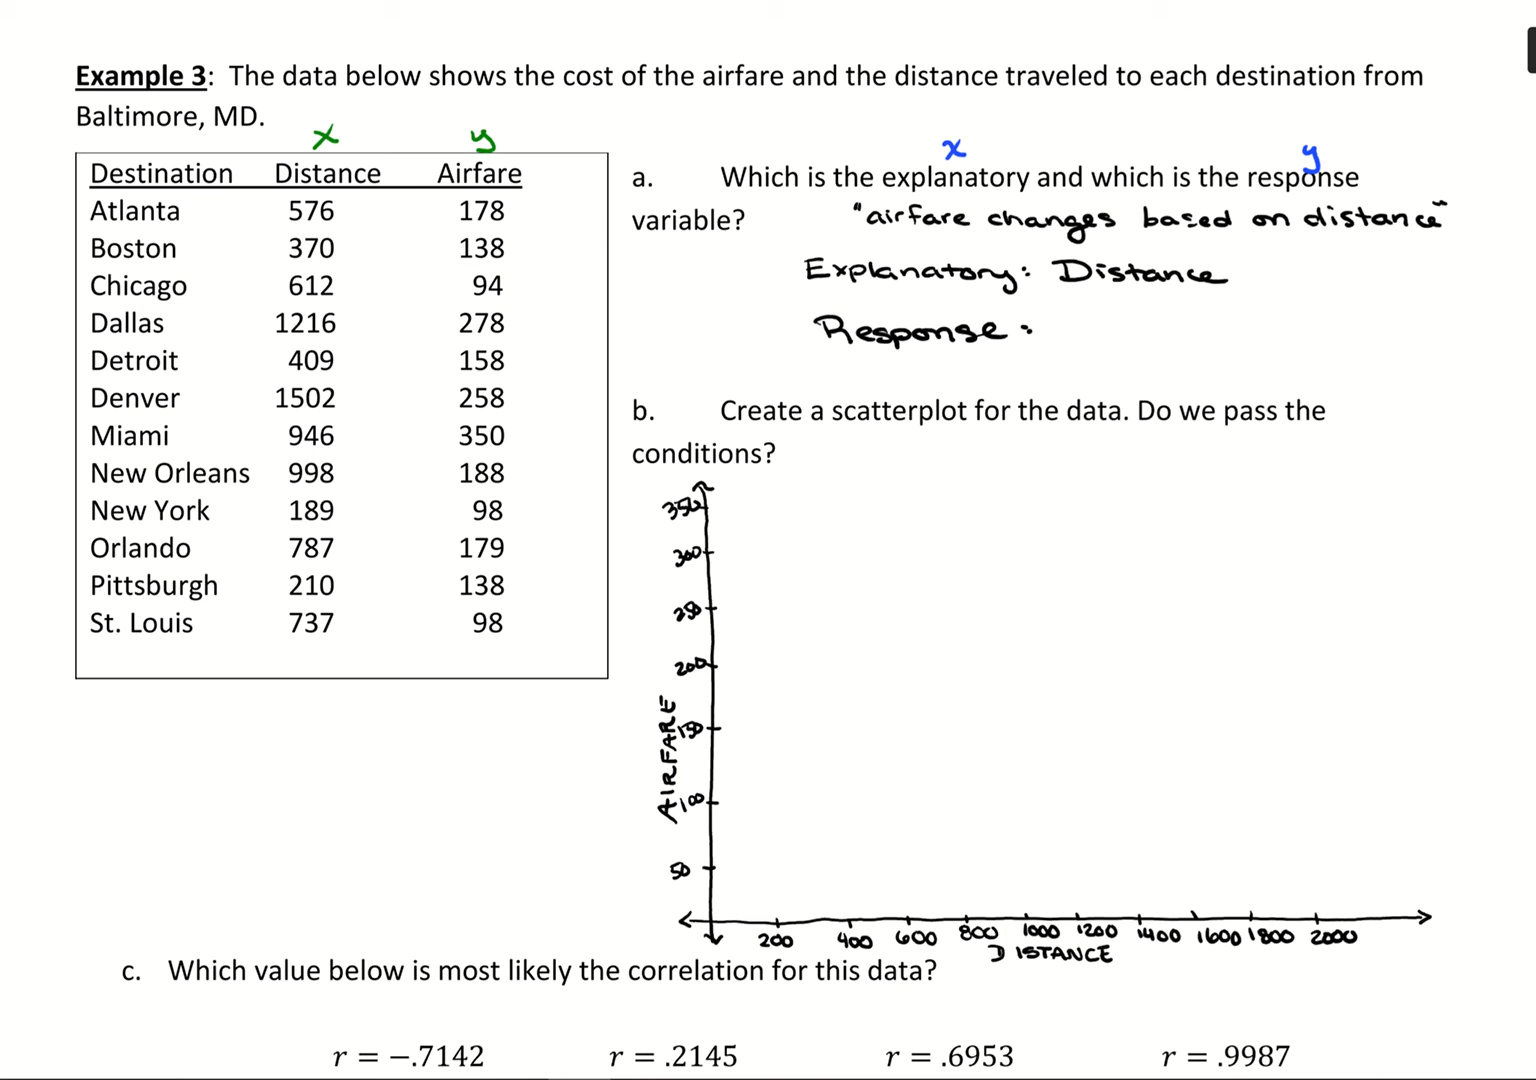 Example 3: The data below shows the cost of the airfare and the distance traveled to each destination from
Baltimore, MD.
x y
Destination Distance Airfare
Atlanta 576 178
Boston 370 138
Chicago 612 94
Dallas 1216 278
Detroit 409 158
Denver 1502 258
Miami 946 350
New Orleans 998 188
New York 189 98
Orlando 787 179
Pittsburgh 210 138
St. Louis 737 98
x y
a. Which is the explanatory and which is the response
variable? "airfare changes based on distance"
Explanatory: Distance
Response:
b. Create a scatterplot for the data. Do we pass the
conditions?
350
300
250
200
150
100
50
AIRFARE
200 400 600 800 1000 1200 1400 1600 1800 2000
DISTANCE
c. Which value below is most likely the correlation for this data?
r = −.7142 r = .2145 r = .6953 r = .9987